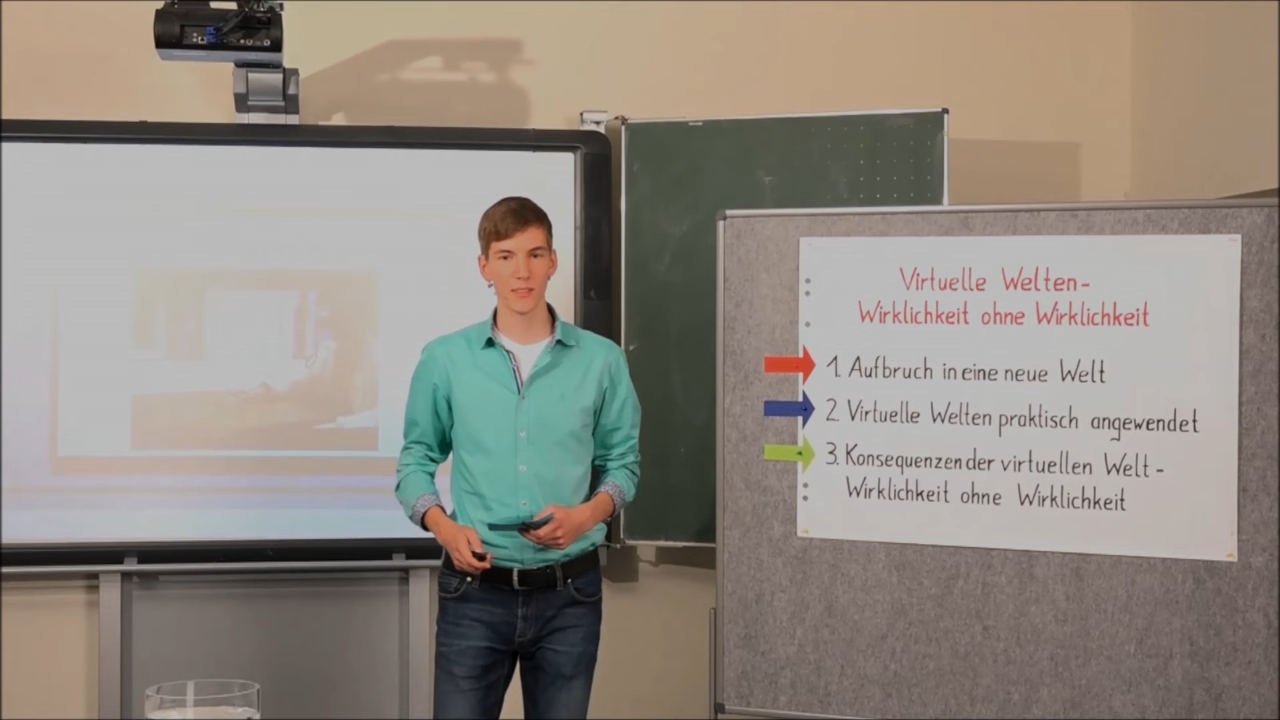 Virtuelle Welten-
Wirklichkeit ohne Wirklichkeit
1. Aufbruch in eine neue Welt
2. Virtuelle Welten praktisch angewendet
3. Konsequenzen der virtuellen Welt-
Wirklichkeit ohne Wirklichkeit